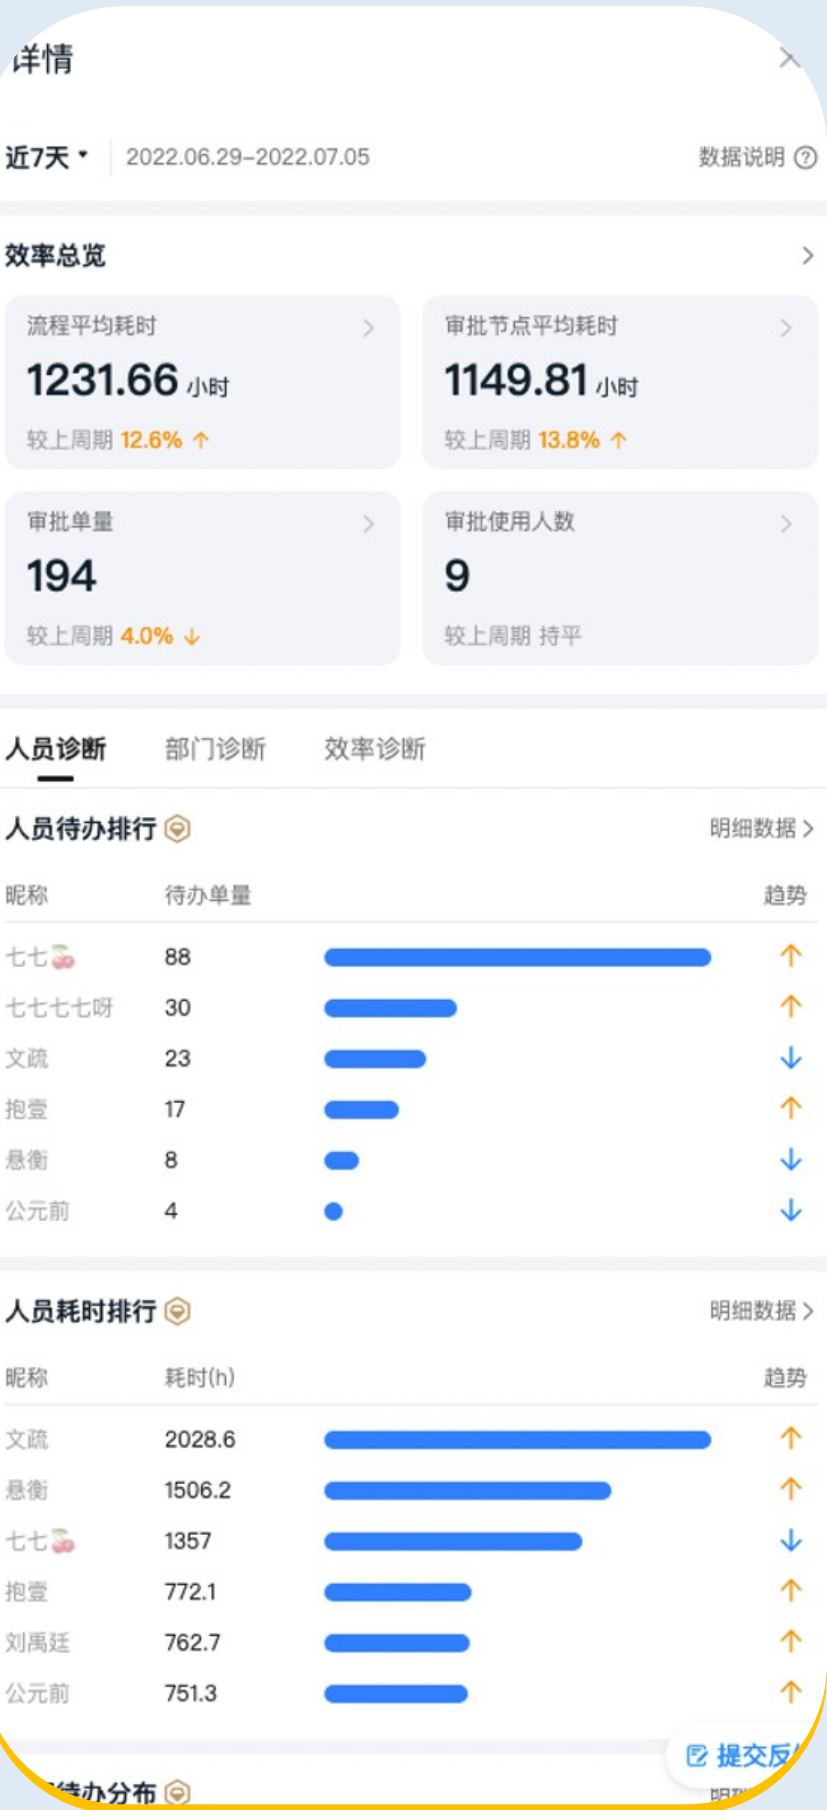 详情
近7天 2022.06.29-2022.07.05 数据说明
效率总览
流程平均耗时 审批节点平均耗时
1231.66 小时 1149.81 小时
较上周期 12.6% ↑ 较上周期 13.8% ↑
审批单量 审批使用人数
194 9
较上周期 4.0% ↓ 较上周期 持平
人员诊断 部门诊断 效率诊断
人员待办排行 明细数据
昵称 待办单量 趋势
七七🍒 88 ↑
七七七七呀 30 ↑
文疏 23 ↓
抱壹 17 ↑
悬衡 8 ↓
公元前 4 ↓
人员耗时排行 明细数据
昵称 耗时(h) 趋势
文疏 2028.6 ↑
悬衡 1506.2 ↑
七七🍒 1357 ↓
抱壹 772.1 ↑
刘禹廷 762.7 ↑
公元前 751.3 ↑
提交反
待办分布